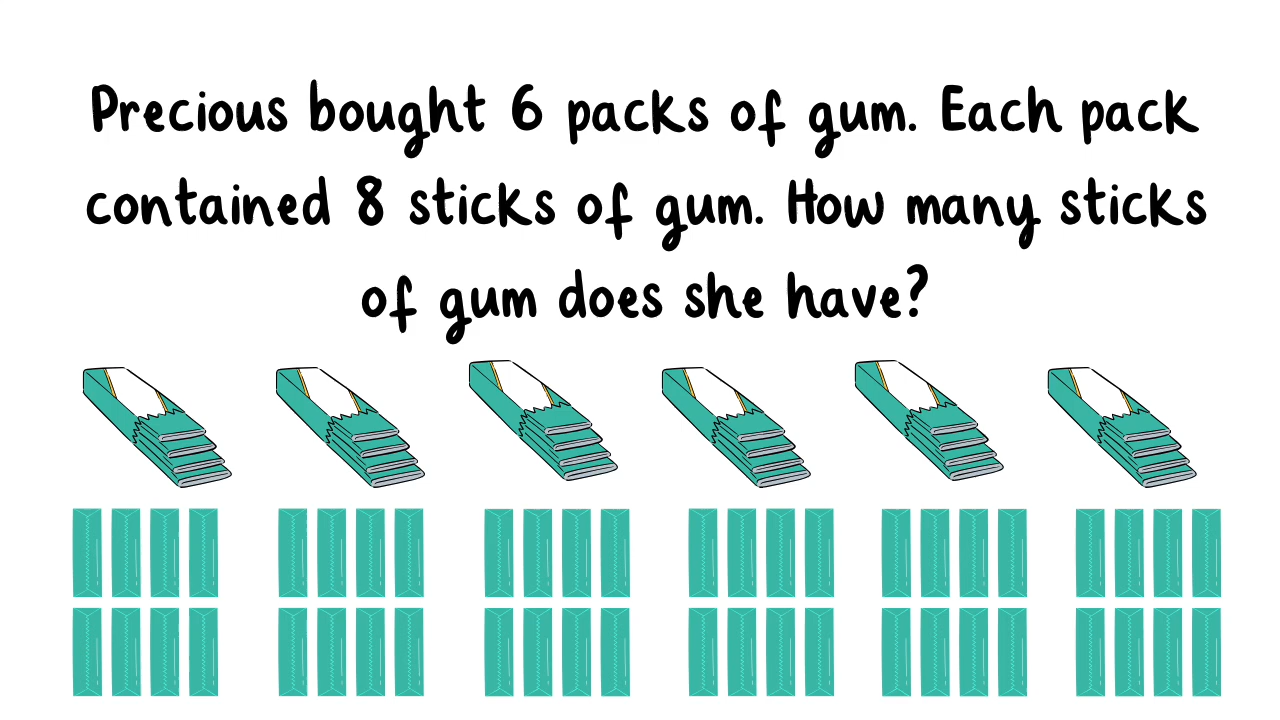 Precious bought 6 packs of gum. Each pack
contained 8 sticks of gum. How many sticks
of gum does she have?